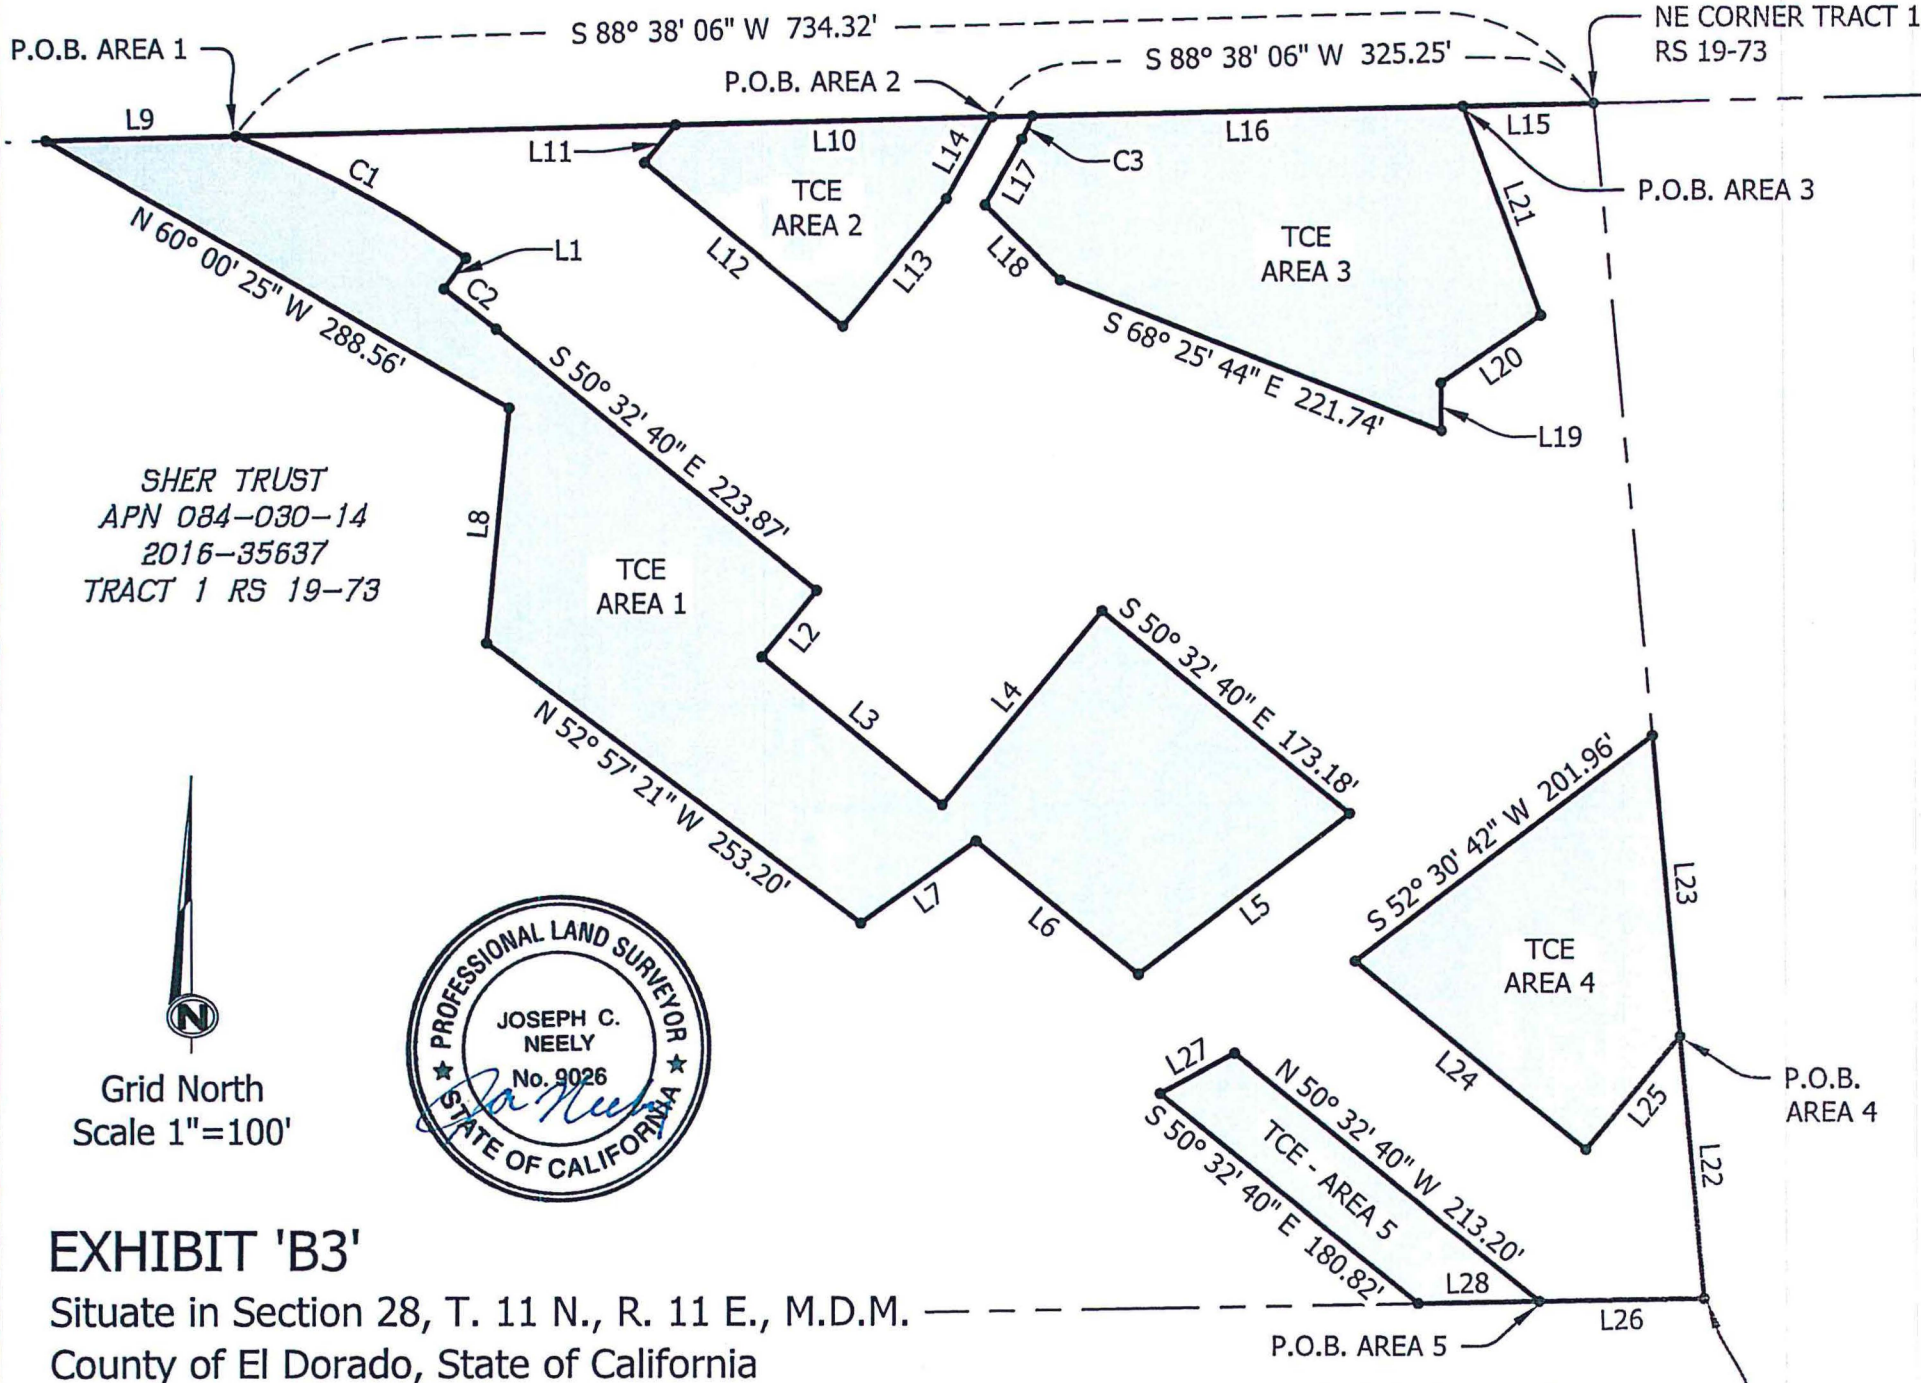 S 88° 38' 06" W 734.32'
NE CORNER TRACT 1
RS 19-73
P.O.B. AREA 1
S 88° 38' 06" W 325.25'
P.O.B. AREA 2
L9
L11
L10
L14
L16
L15
C3
C1
TCE
AREA 2
L17
L21
P.O.B. AREA 3
N 60° 00' 25" W 288.56'
L1
C2
L12
L13
L18
TCE
AREA 3
S 68° 25' 44" E 221.74'
L20
L19
S 50° 32' 40" E 223.87'
SHER TRUST
APN 084-030-14
2016-35637
TRACT 1 RS 19-73
L8
TCE
AREA 1
L2
L3
L4
S 50° 32' 40" E 173.18'
N 52° 57' 21" W 253.20'
L7
L6
L5
S 52° 30' 42" W 201.96'
L23
TCE
AREA 4
L24
L25
P.O.B.
AREA 4
L22
N
Grid North
Scale 1"=100'
PROFESSIONAL LAND SURVEYOR
JOSEPH C.
NEELY
No. 9026
STATE OF CALIFORNIA
L27
N 50° 32' 40" W 213.20'
TCE - AREA 5
S 50° 32' 40" E 180.82'
L28
L26
P.O.B. AREA 5
EXHIBIT 'B3'
Situate in Section 28, T. 11 N., R. 11 E., M.D.M.
County of El Dorado, State of California